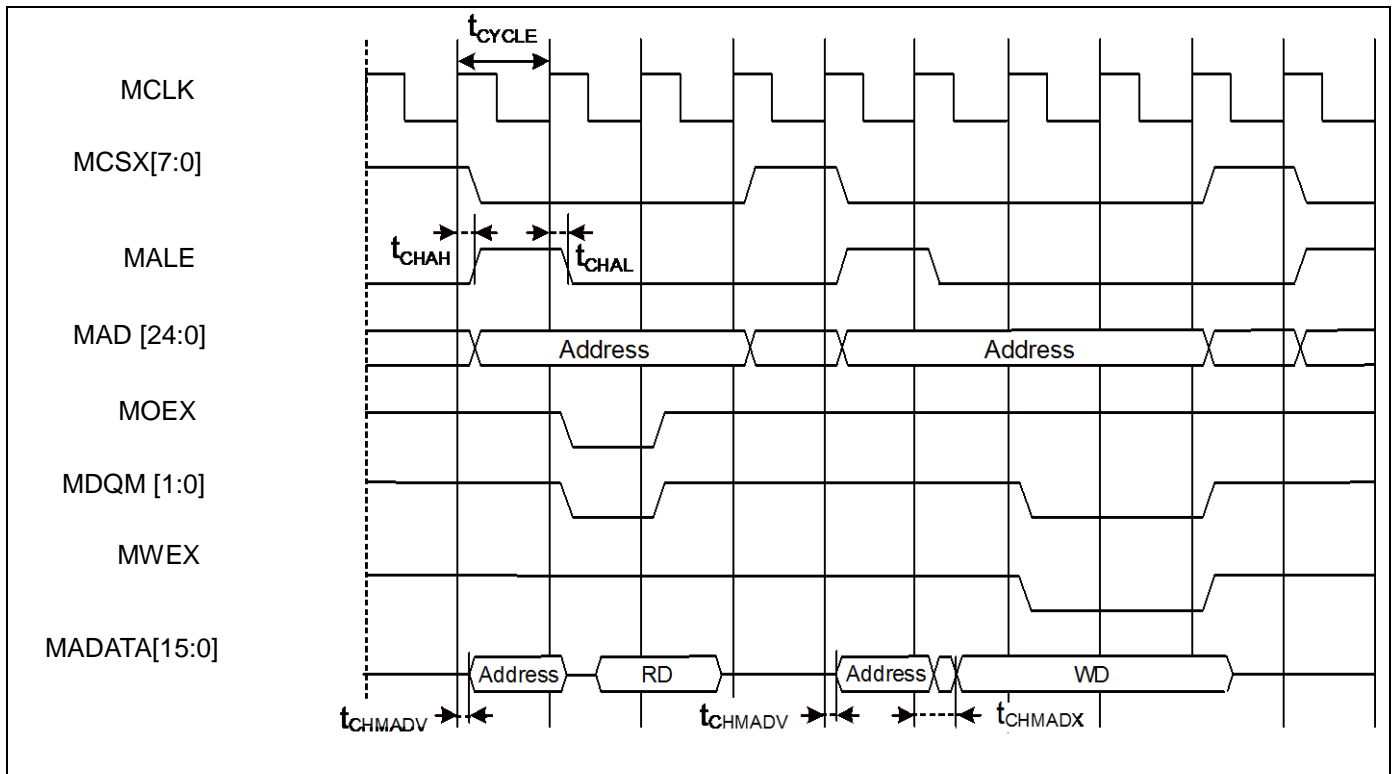 tCYCLE
MCLK
MCSX[7:0]
MALE
tCHAH
tCHAL
MAD [24:0]
Address
Address
MOEX
MDQM [1:0]
MWEX
MADATA[15:0]
Address
RD
Address
WD
tCHMADV
tCHMADV
tCHMADX